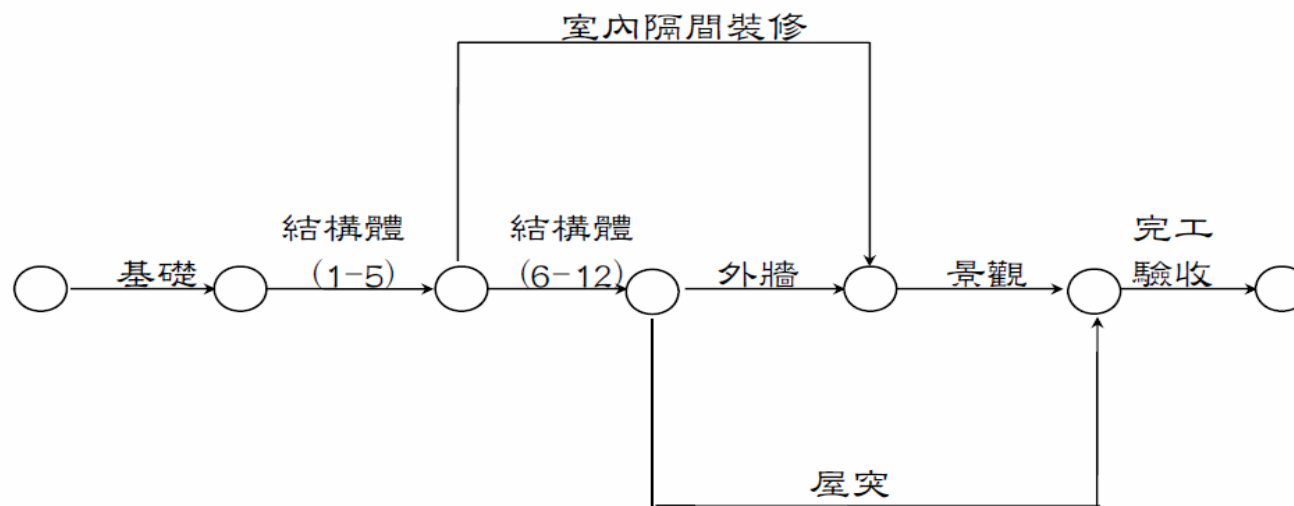 室內隔間裝修
基礎
結構體
(1-5)
結構體
(6-12)
外牆
景觀
完工
驗收
屋突